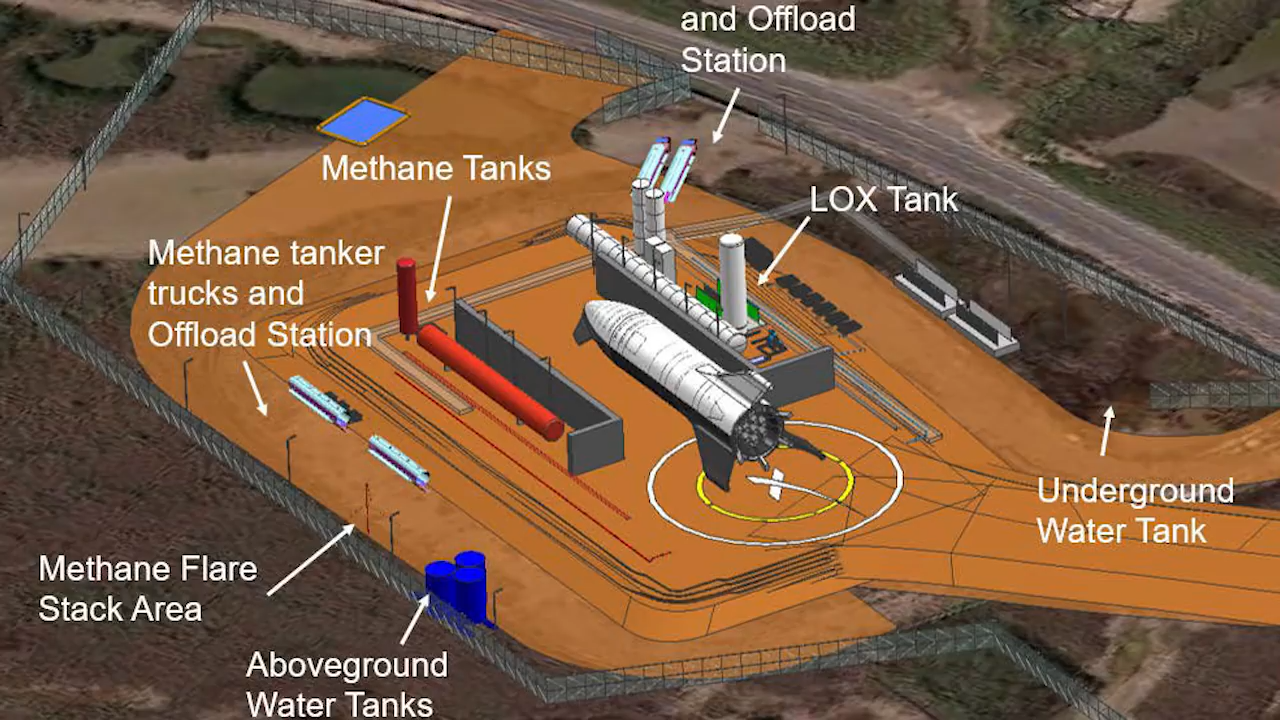 and Offload
Station
Methane Tanks
LOX Tank
Methane tanker
trucks and
Offload Station
Underground
Water Tank
Methane Flare
Stack Area
Aboveground
Water Tanks